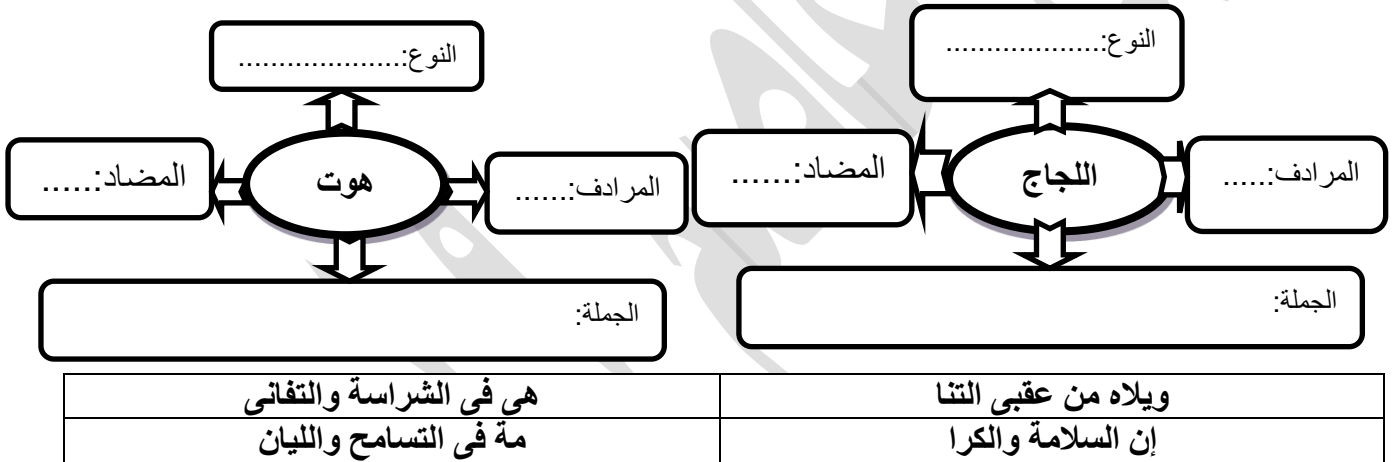 النوع:....................
النوع:....................
المرادف:.....
اللجاج
المضاد:......
المرادف:......
هوت
المضاد:.....
الجملة:
الجملة:
ويلاه من عقبى التنا هى فى الشراسة والتفانى
إن السلامة والكرا مة فى التسامح والليان